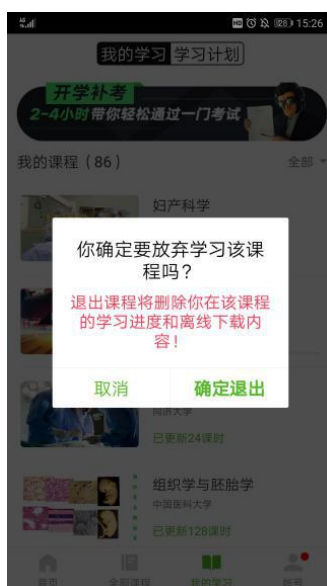 15:26
我的学习 学习计划
开学补考
2-4小时带你轻松通过一门考试
我的课程（86）
全部
妇产科学
你确定要放弃学习该课
程吗？
退出课程将删除你在该课程
的学习进度和离线下载内
容！
取消
确定退出
同济大学
已更新24课时
组织学与胚胎学
中国医科大学
已更新128课时
首页
全部课程
我的学习
账号